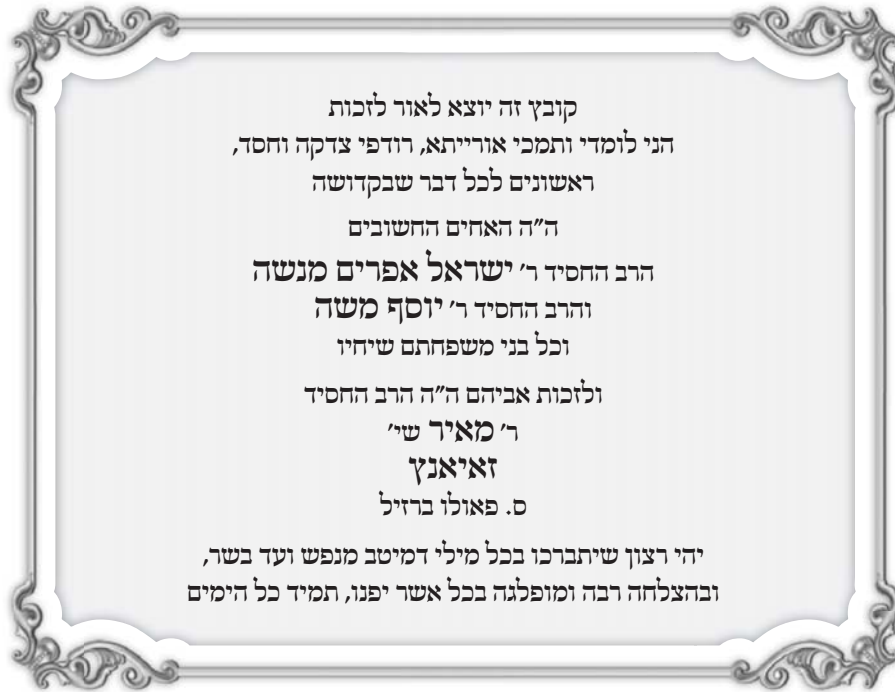 קובץ זה יוצא לאור לזכות
הני לומדי ותמכי אורייתא, רודפי צדקה וחסד,
ראשונים לכל דבר שבקדושה
ה״ה האחים החשובים
הרב החסיד ר׳ ישראל אפרים מנשה
והרב החסיד ר׳ יוסף משה
וכל בני משפחתם שיחיו
ולזכות אביהם ה״ה הרב החסיד
ר׳ מאיר שי׳
זאיאנץ
ס. פאולו ברזיל
יהי רצון שיתברכו בכל מילי דמיטב מנפש ועד בשר,
ובהצלחה רבה ומופלגה בכל אשר יפנו, תמיד כל הימים